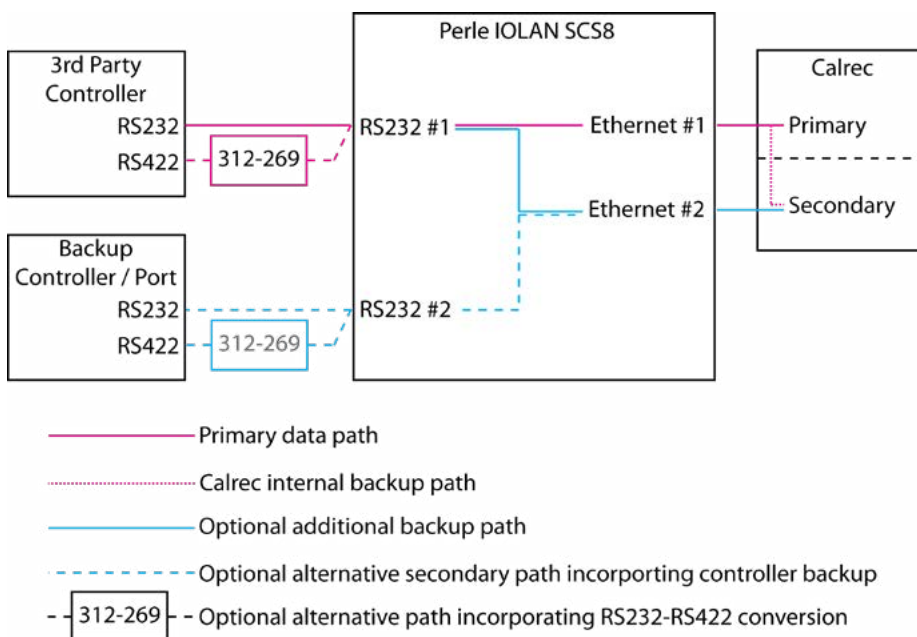 Perle IOLAN SCS8
3rd Party
Controller
RS232
RS422
312-269
RS232 #1
Ethernet #1
Ethernet #2
Calrec
Primary
Secondary
Backup
Controller / Port
RS232
RS422
312-269
RS232 #2
Primary data path
Calrec internal backup path
Optional additional backup path
Optional alternative secondary path incorporting controller backup
312-269 Optional alternative path incorporating RS232-RS422 conversion